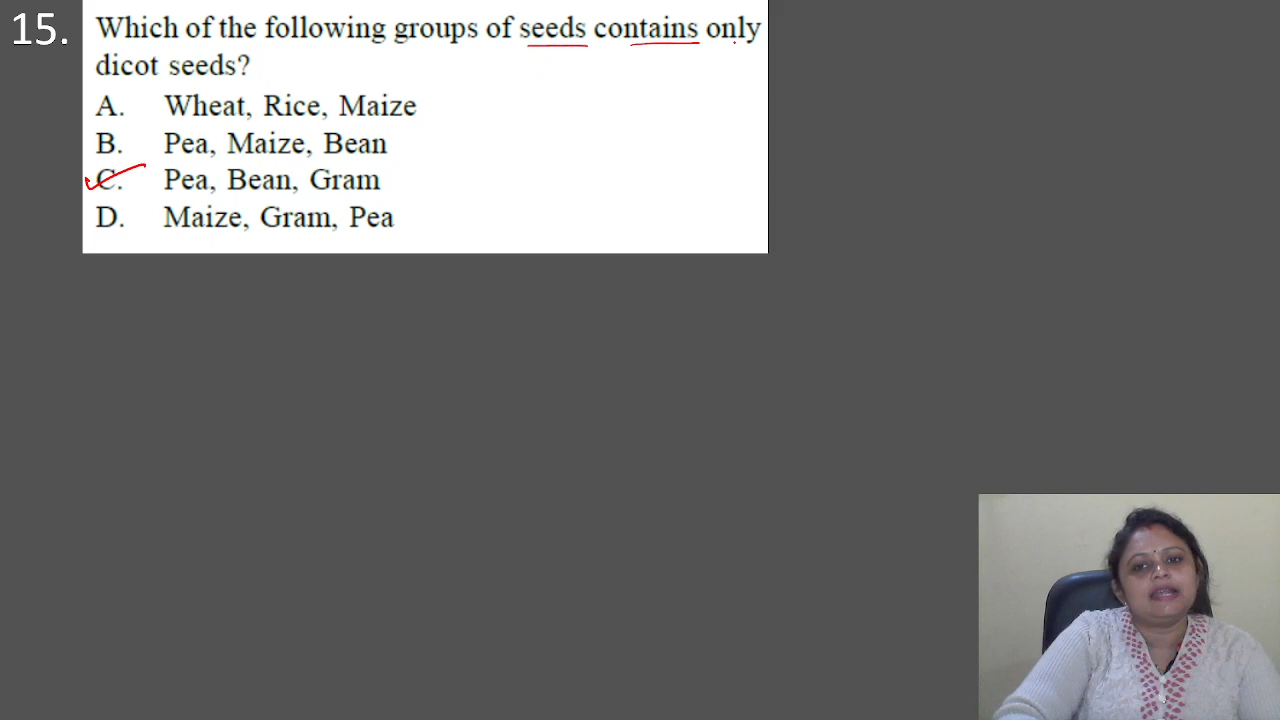 15. Which of the following groups of seeds contains only
dicot seeds?
A. Wheat, Rice, Maize
B. Pea, Maize, Bean
C. Pea, Bean, Gram
D. Maize, Gram, Pea